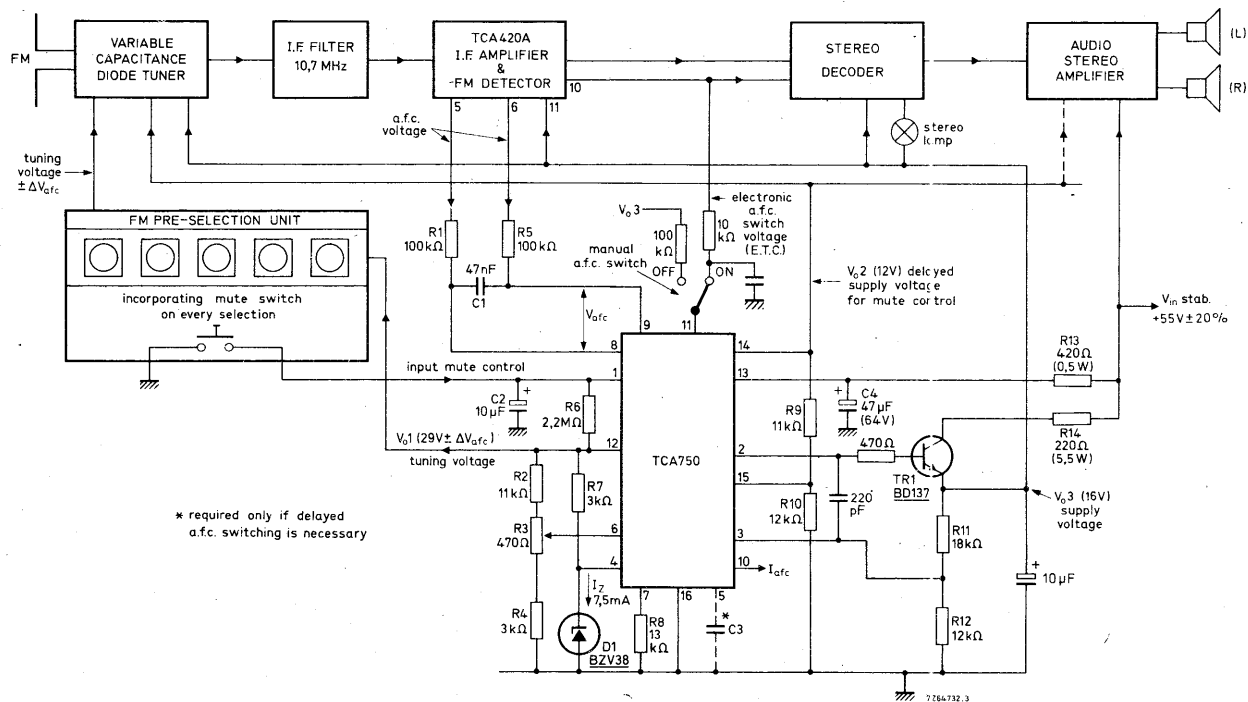 FM
VARIABLE
CAPACITANCE
DIODE TUNER
I.F. FILTER
10,7 MHz
TCA420A
I.F. AMPLIFIER
&
FM DETECTOR
5 6 11 10
STEREO
DECODER
AUDIO
STEREO
AMPLIFIER
(L)
(R)
stereo
a.f.c.
voltage
tuning
voltage
± ΔVafc
FM PRE-SELECTION UNIT
incorporating mute switch
on every selection
R1
100kΩ
R5
100kΩ
47nF
C1
Vafc
Vo3
100
kΩ
OFF
manual
a.f.c. switch
10
kΩ
ON
electronic
a.f.c.
switch
voltage
(E.T.C.)
Vo2 (12V) delayed
supply voltage
for mute control
Vin stab.
+55V ± 20%
input mute control
C2
10µF
+
R6
2,2MΩ
Vo1 (29V ± ΔVafc)
tuning voltage
R2
11kΩ
R3
470Ω
R4
3kΩ
R7
3kΩ
IZ
7,5mA
D1
BZV38
* required only if delayed
a.f.c. switching is necessary
TCA750
9
11
8
1
12
6
4
14
13
2
15
3
10
7
16
5
R8
13
kΩ
*
C3
Iafc
R9
11kΩ
R10
12kΩ
+
C4
47µF
(64V)
470Ω
220
pF
TR1
BD137
R13
420Ω
(0,5W)
R14
220Ω
(5,5W)
Vo3 (16V)
supply
voltage
R11
18kΩ
R12
12kΩ
+
10µF
7Z64732.3